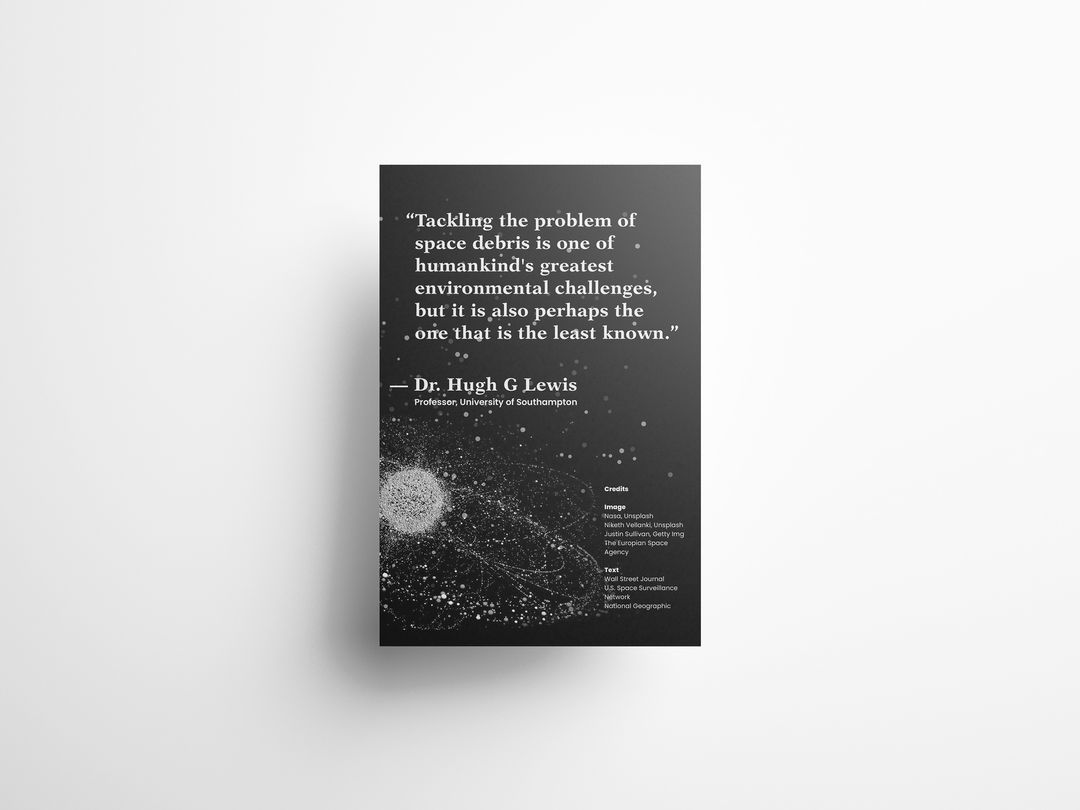 “Tackling the problem of
space debris is one of
humankind's greatest
environmental challenges,
but it is also perhaps the
one that is the least known.”
— Dr. Hugh G Lewis
Professor, University of Southampton
Credits
Image
Nasa, Unsplash
Niketh Vellanki, Unsplash
Justin Sullivan, Getty Img
The Europian Space
Agency
Text
Wall Street Journal
U.S. Space Surveillance
Network
National Geographic